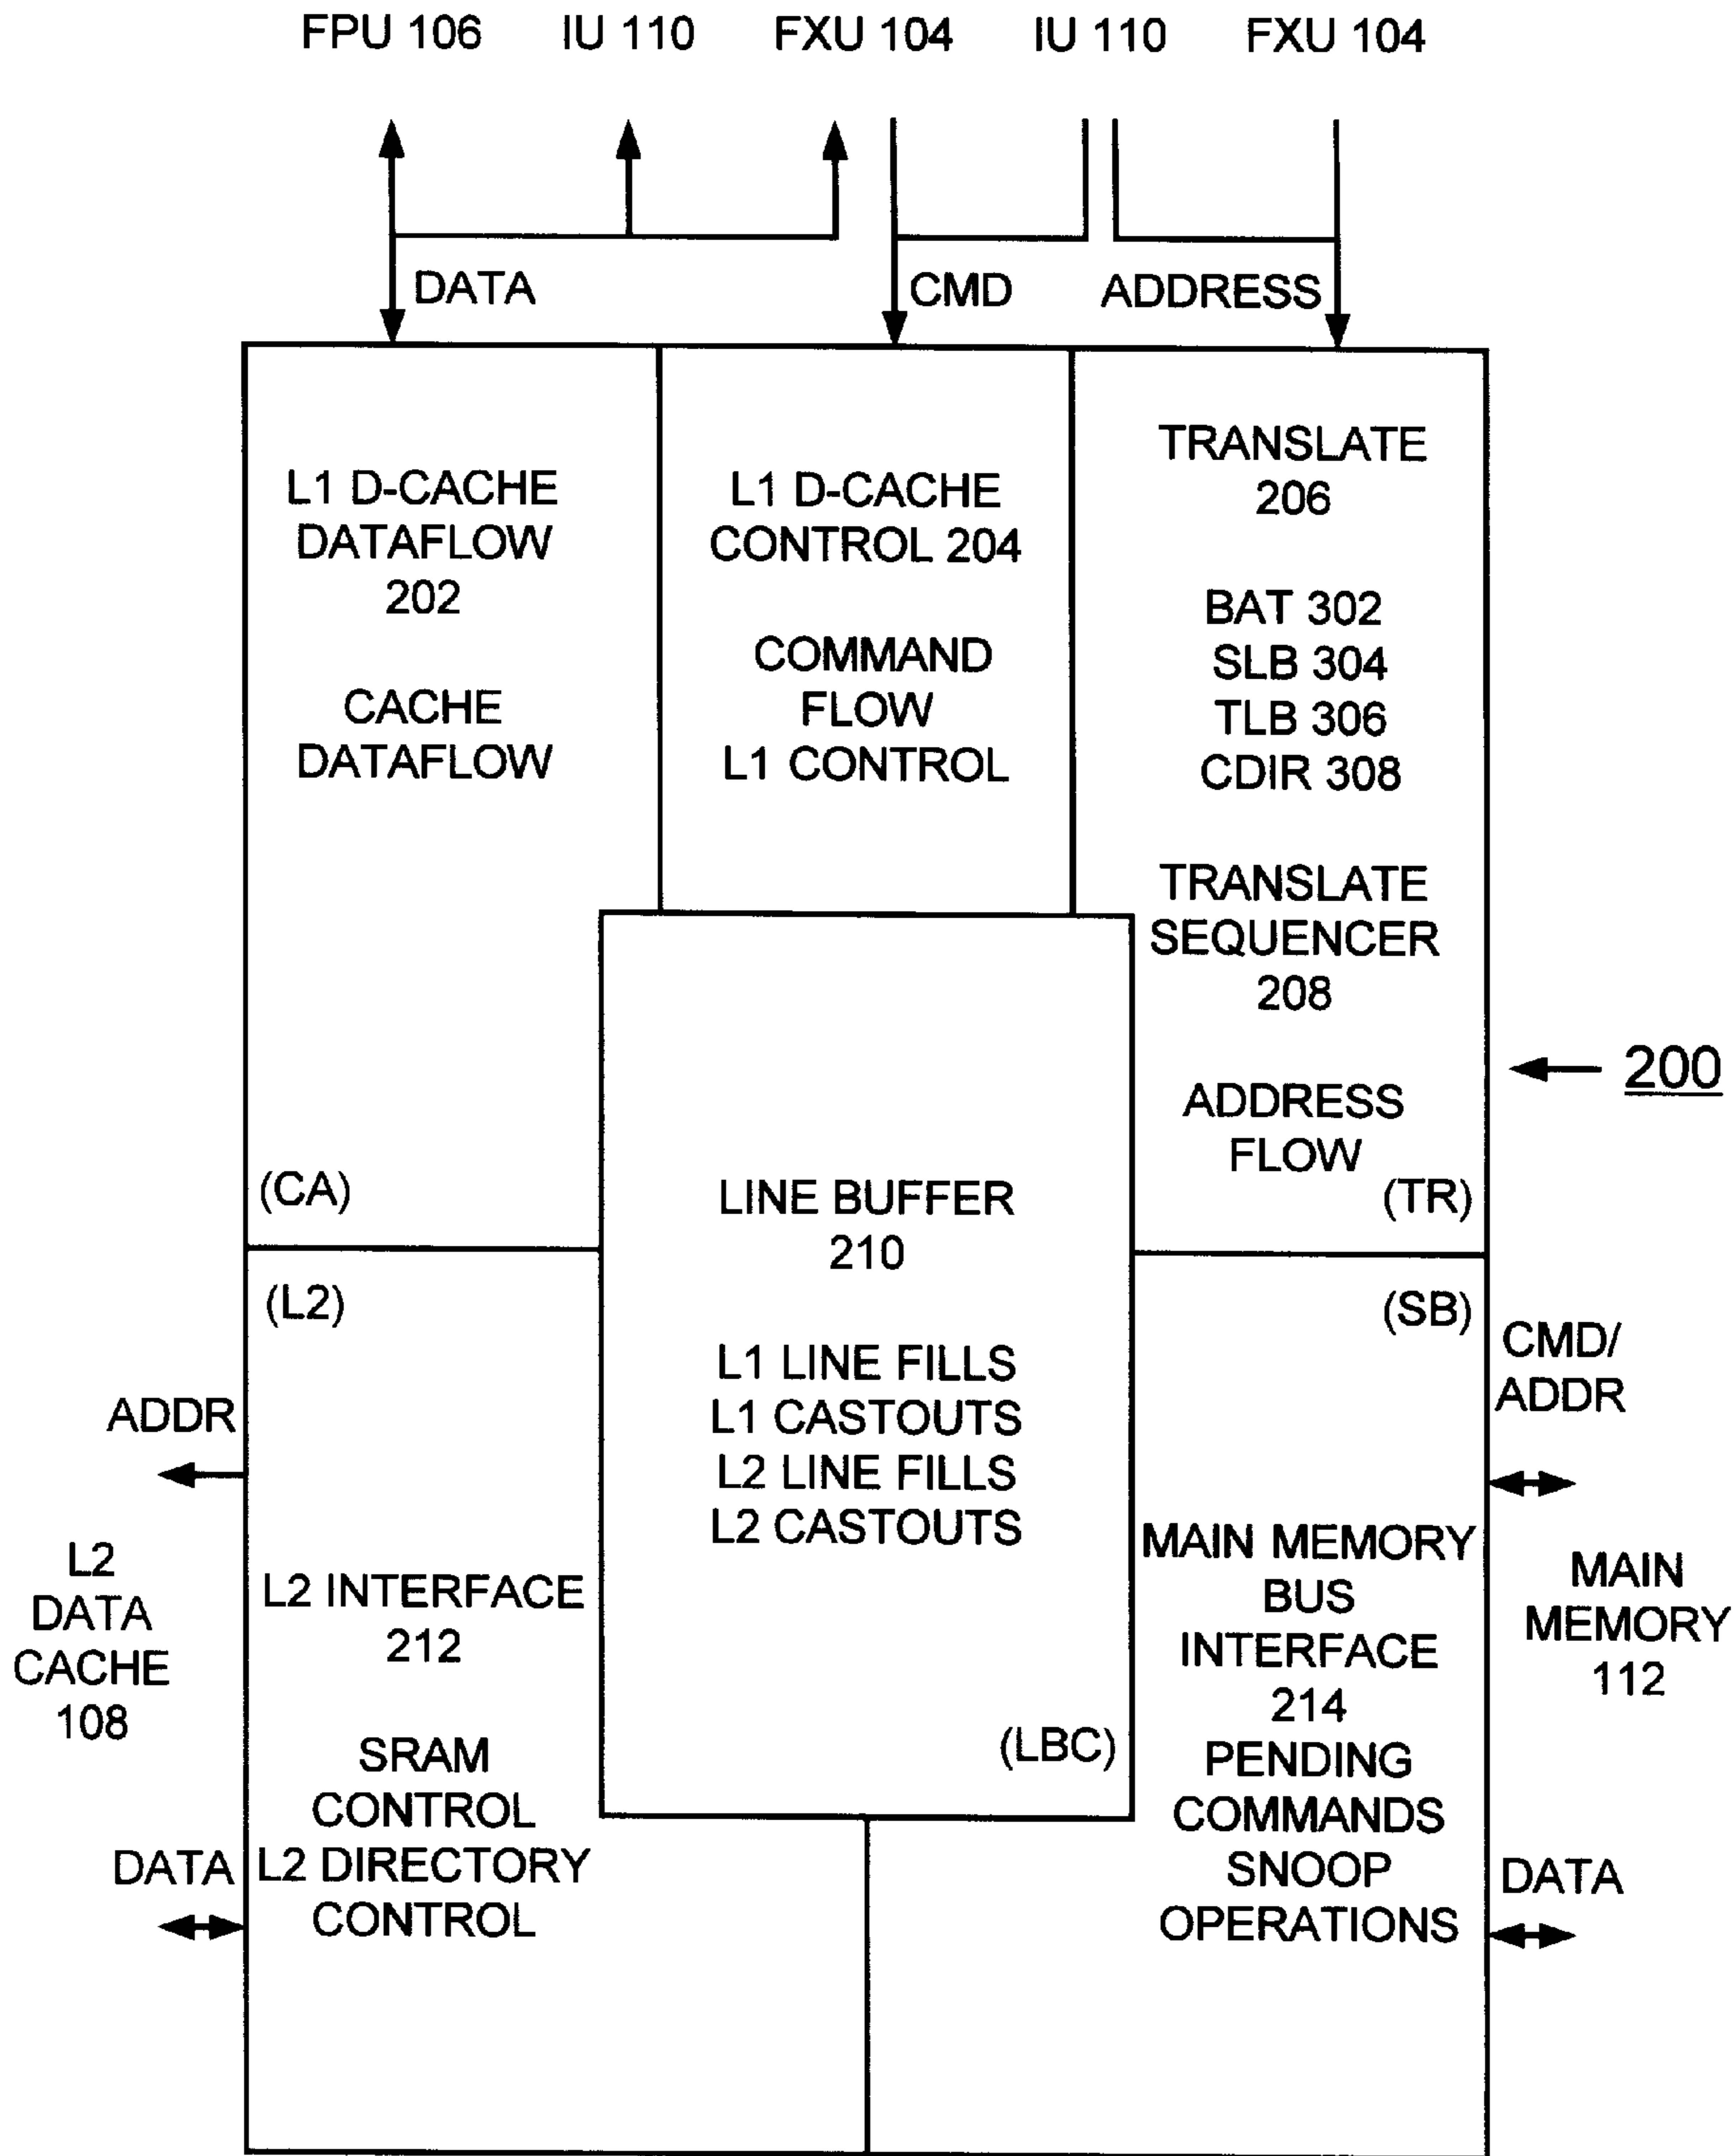 FPU 106 IU 110 FXU 104 IU 110 FXU 104
DATA
CMD
ADDRESS
L1 D-CACHE
DATAFLOW
202
CACHE
DATAFLOW
(CA)
L1 D-CACHE
CONTROL 204
COMMAND
FLOW
L1 CONTROL
TRANSLATE
206
BAT 302
SLB 304
TLB 306
CDIR 308
TRANSLATE
SEQUENCER
208
ADDRESS
FLOW
(TR)
200
LINE BUFFER
210
L1 LINE FILLS
L1 CASTOUTS
L2 LINE FILLS
L2 CASTOUTS
(LBC)
ADDR
L2
DATA
CACHE
108
DATA
(L2)
L2 INTERFACE
212
SRAM
CONTROL
L2 DIRECTORY
CONTROL
(SB)
MAIN MEMORY
BUS
INTERFACE
214
PENDING
COMMANDS
SNOOP
OPERATIONS
CMD/
ADDR
MAIN
MEMORY
112
DATA